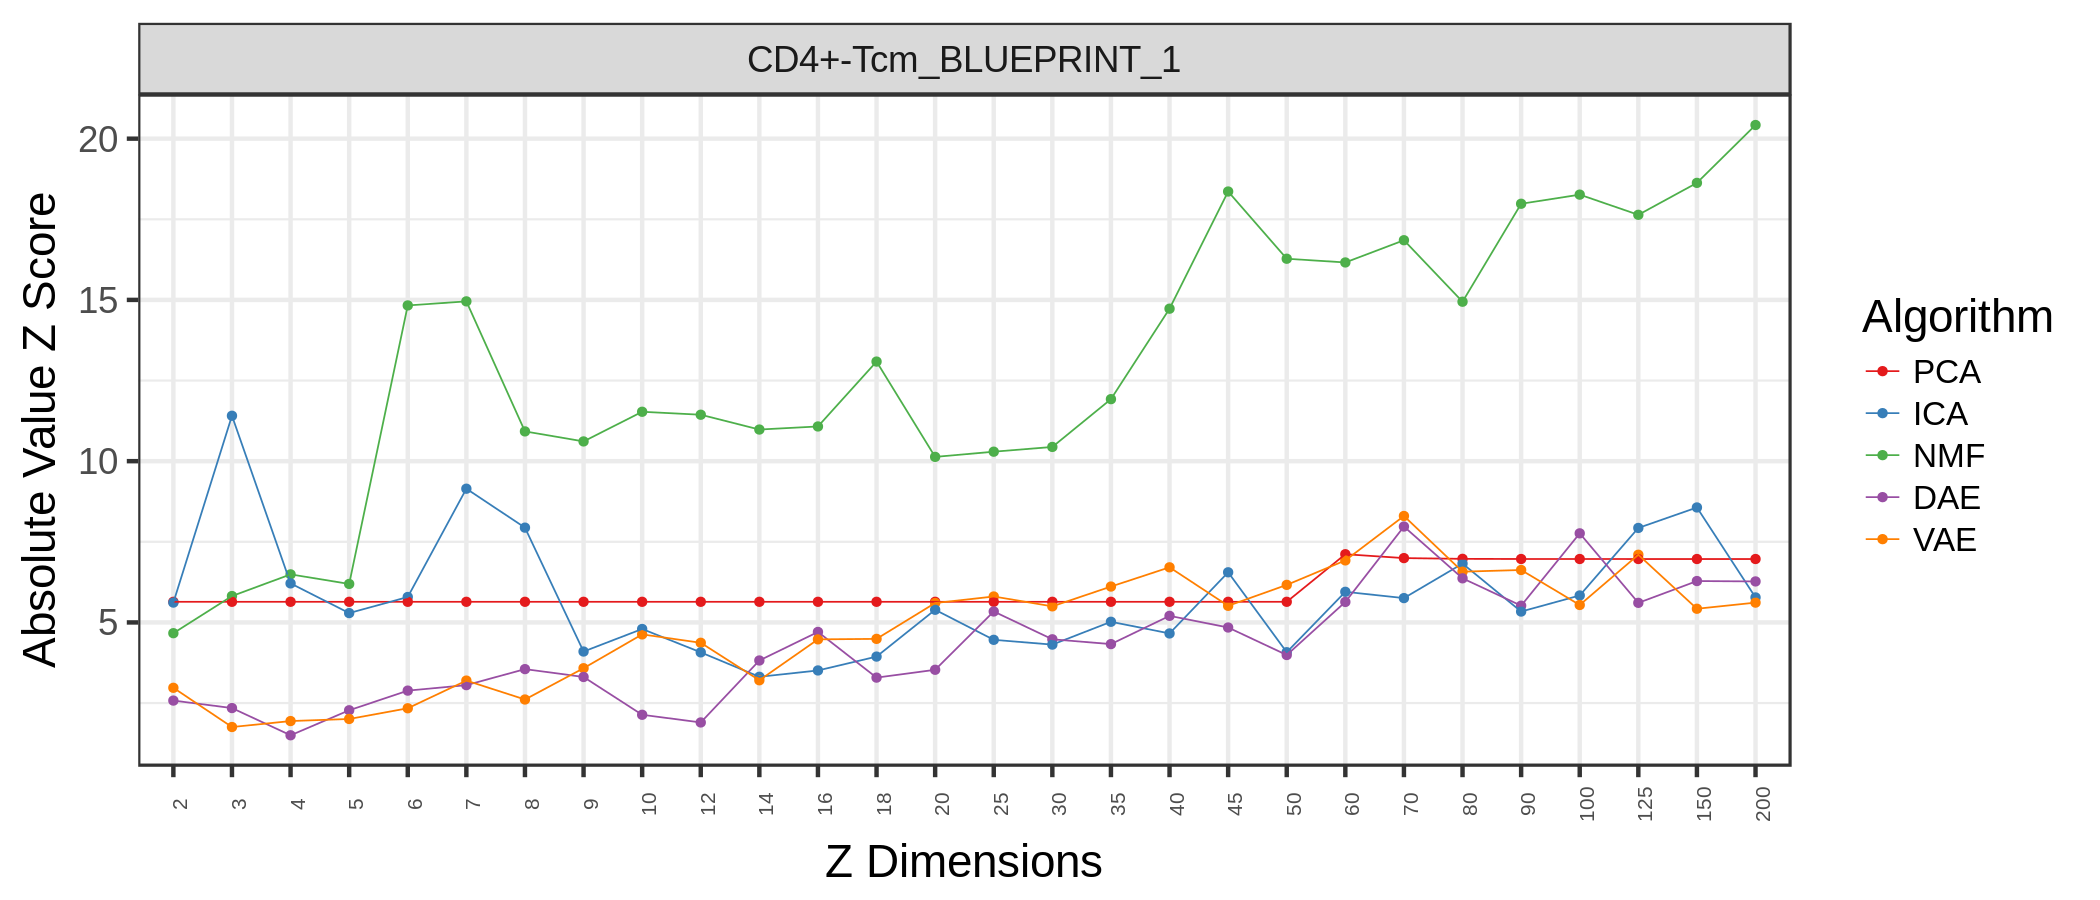 CD4+-Tcm_BLUEPRINT_1
Absolute Value Z Score
20
15
10
5
2 3 4 5 6 7 8 9 10 12 14 16 18 20 25 30 35 40 45 50 60 70 80 90 100 125 150 200
Z Dimensions
Algorithm
PCA
ICA
NMF
DAE
VAE